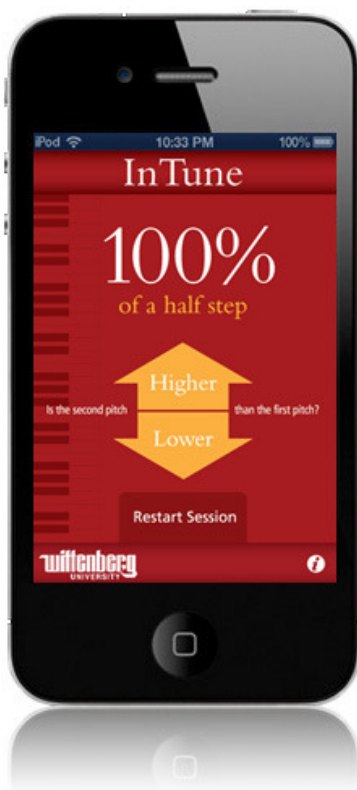 iPod 10:33 PM 100%
InTune
100%
of a half step
Higher
Is the second pitch than the first pitch?
Lower
Restart Session
Wittenberg
UNIVERSITY
i